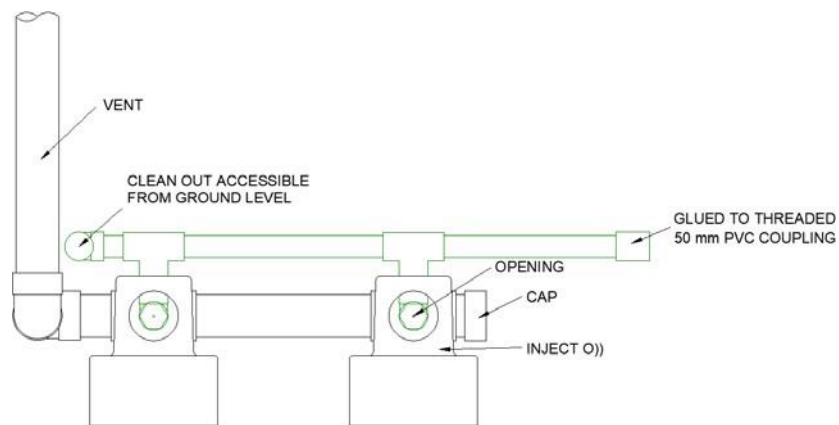 VENT
CLEAN OUT ACCESSIBLE
FROM GROUND LEVEL
GLUED TO THREADED
50 mm PVC COUPLING
OPENING
CAP
INJECT O))